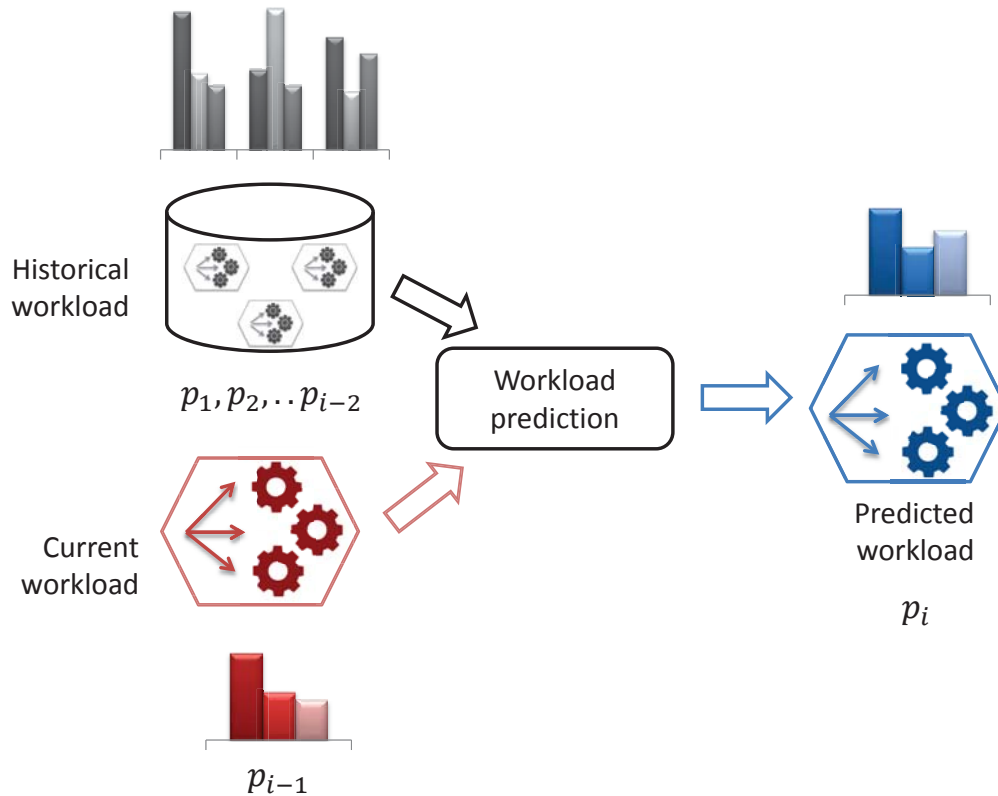 Historical
workload
𝑝₁, 𝑝₂, . . 𝑝ᵢ₋₂
Workload
prediction
Current
workload
𝑝ᵢ₋₁
Predicted
workload
𝑝ᵢ